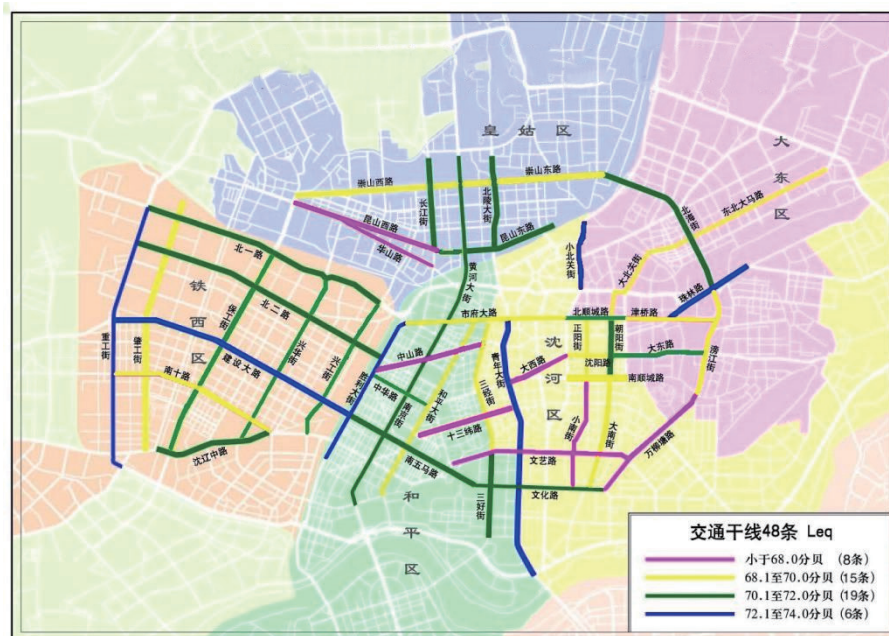 皇姑区
大东区
崇山西路
崇山东路
长江街
北陵大街
北海街
东北大马路
昆山西路
昆山东路
华山路
黄河大街
小北关街
大北关街
珠林路
北一路
铁西区
保工街
北二路
重工街
肇工街
建设大路
兴华街
兴工街
胜利大街
南十路
沈辽中路
市府大路
北顺城路
津桥路
中山路
青年大街
沈河区
正阳街
朝阳街
大东路
滂江街
大西路
沈阳路
南顺城路
中华路
南京街
和平大街
三经街
十三纬路
小南街
大南街
万柳塘路
南五马路
文艺路
文化路
三好街
和平区
交通干线48条 Leq
小于68.0分贝 (8条)
68.1至70.0分贝 (15条)
70.1至72.0分贝 (19条)
72.1至74.0分贝 (6条)